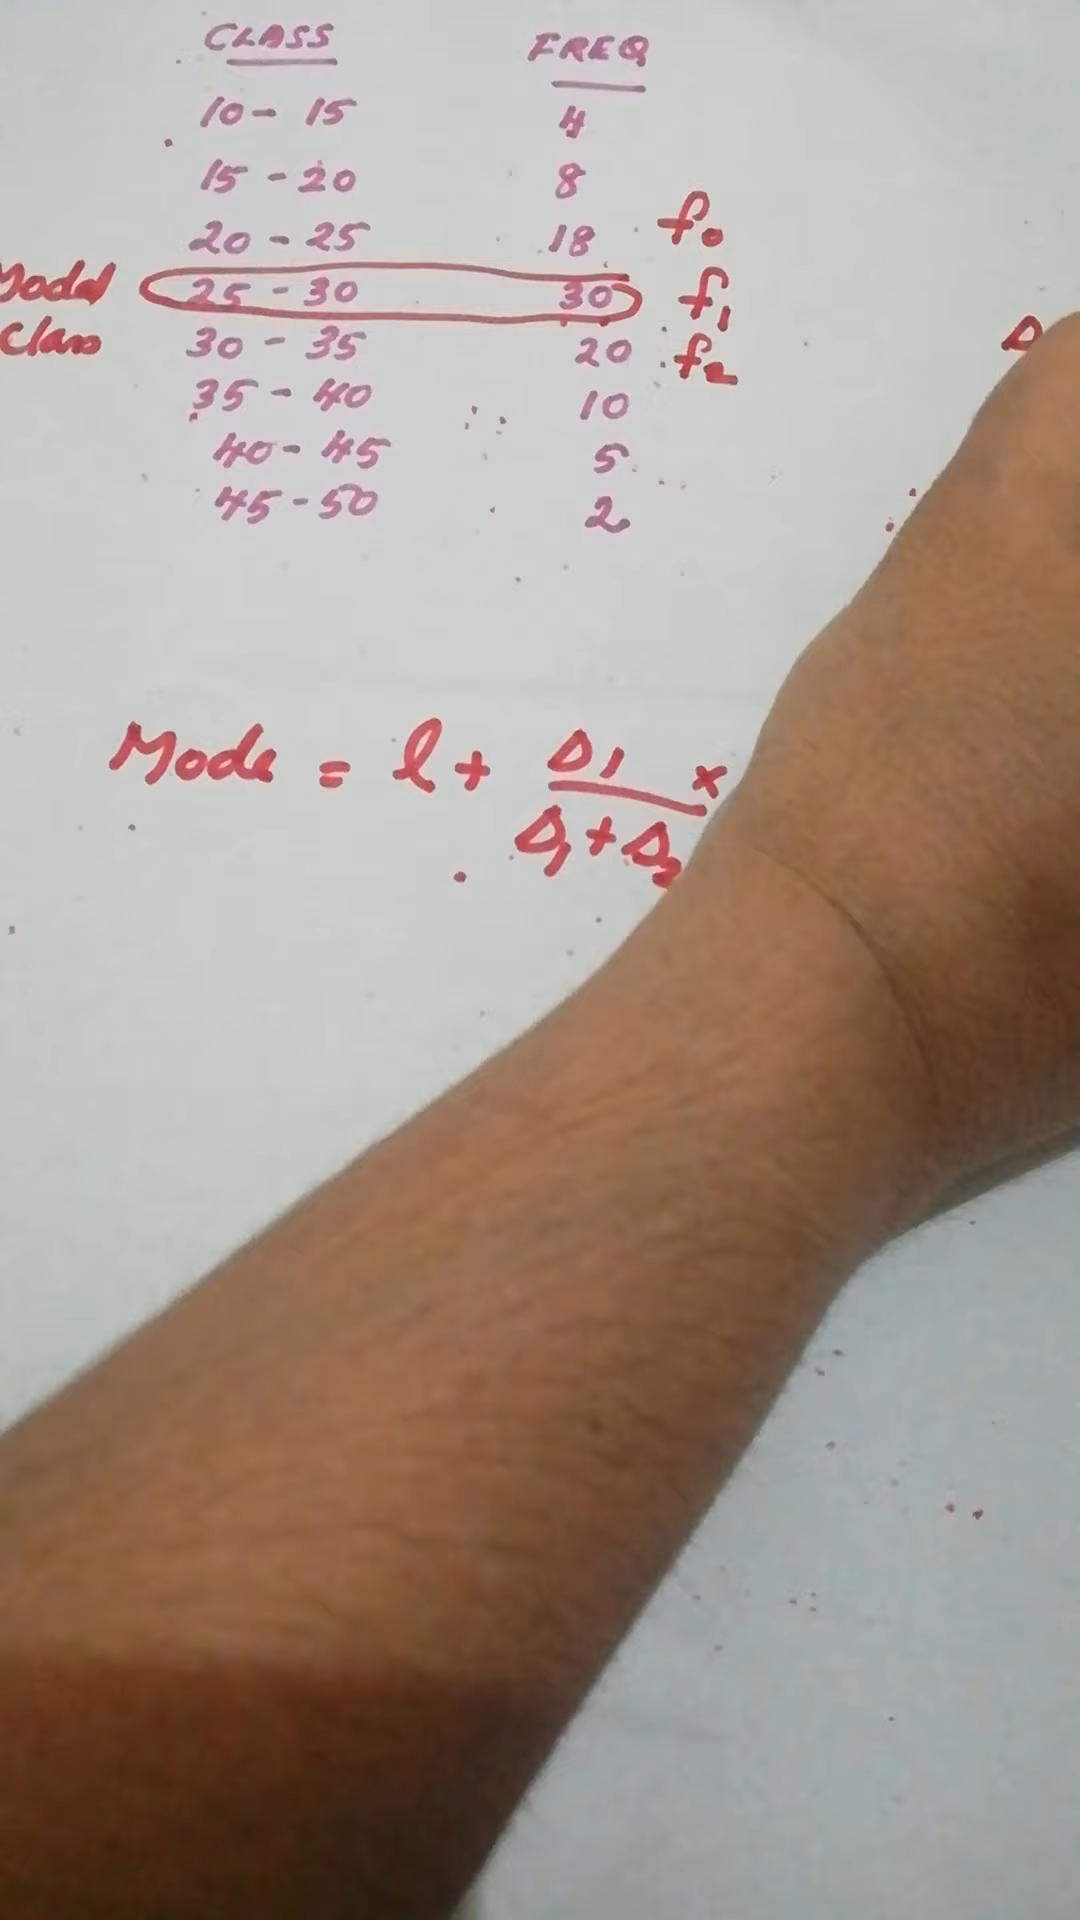 CLASS FREQ
10 - 15 4
15 - 20 8
20 - 25 18 f₀
Modal 25 - 30 30 f₁
Class 30 - 35 20 f₂ Δ
35 - 40 10
40 - 45 5
45 - 50 2
Mode = l + Δ1 ×
Δ₁ + Δ₂